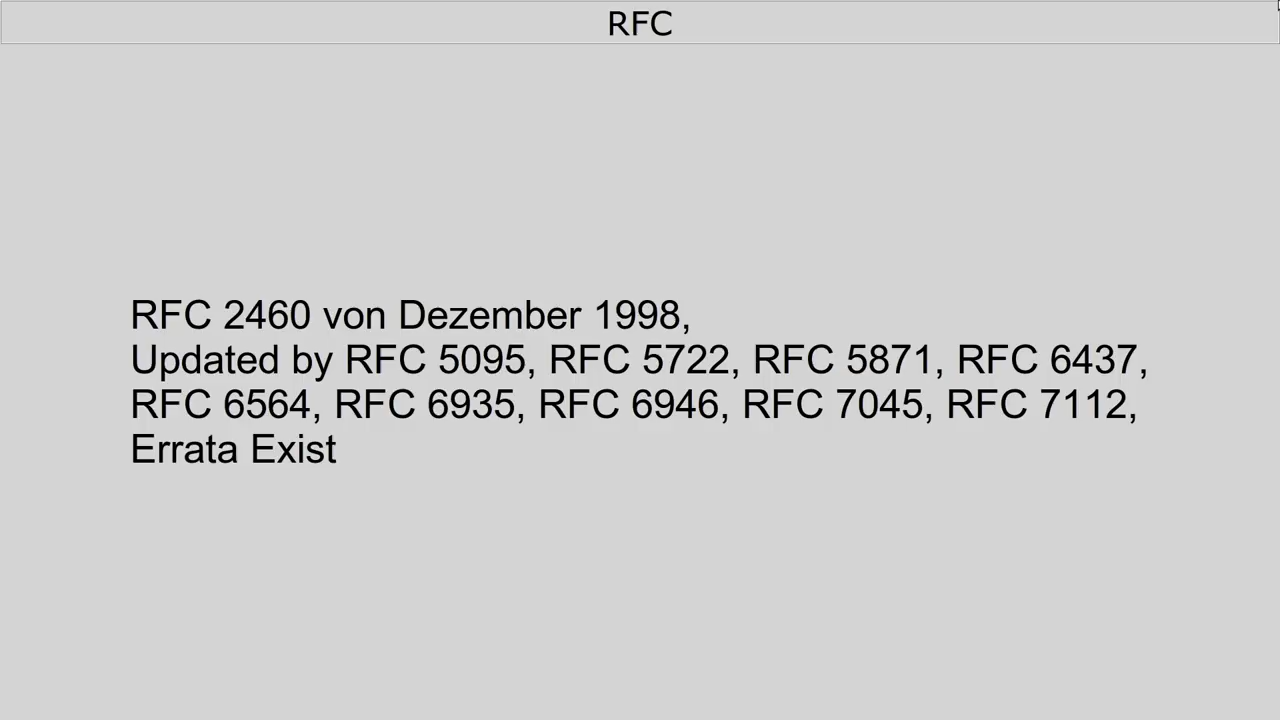 RFC
RFC 2460 von Dezember 1998,
Updated by RFC 5095, RFC 5722, RFC 5871, RFC 6437,
RFC 6564, RFC 6935, RFC 6946, RFC 7045, RFC 7112,
Errata Exist